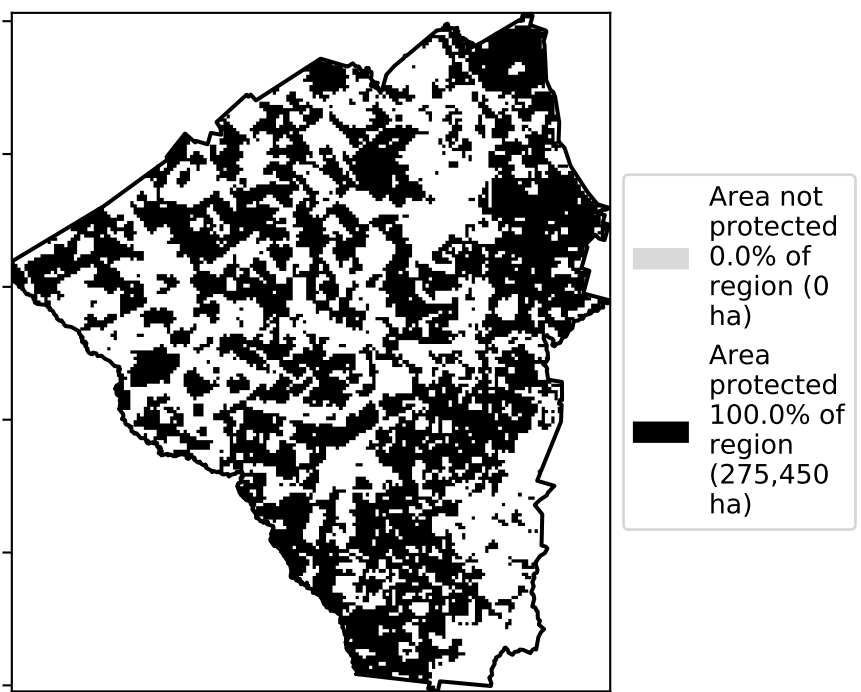 Area not
protected
0.0% of
region (0
ha)
Area
protected
100.0% of
region
(275,450
ha)